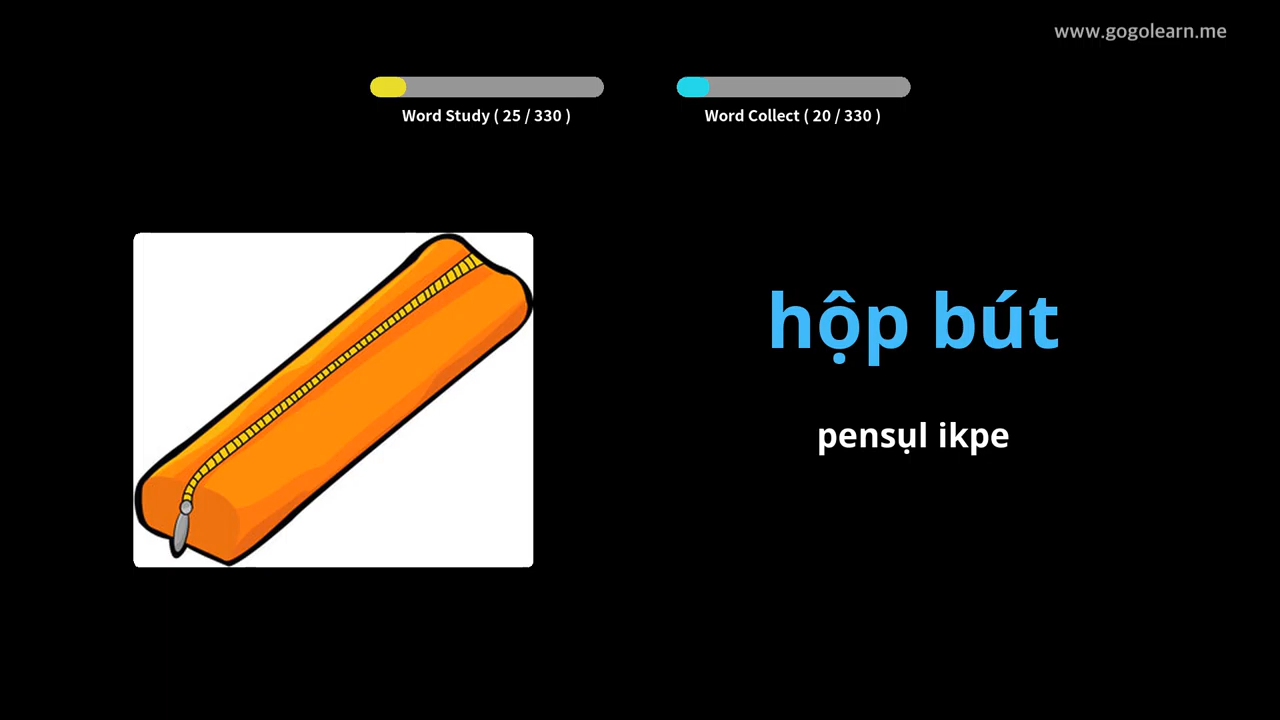 www.gogolearn.me
Word Study ( 25 / 330 )
Word Collect ( 20 / 330 )
hộp bút
pensụl ikpe